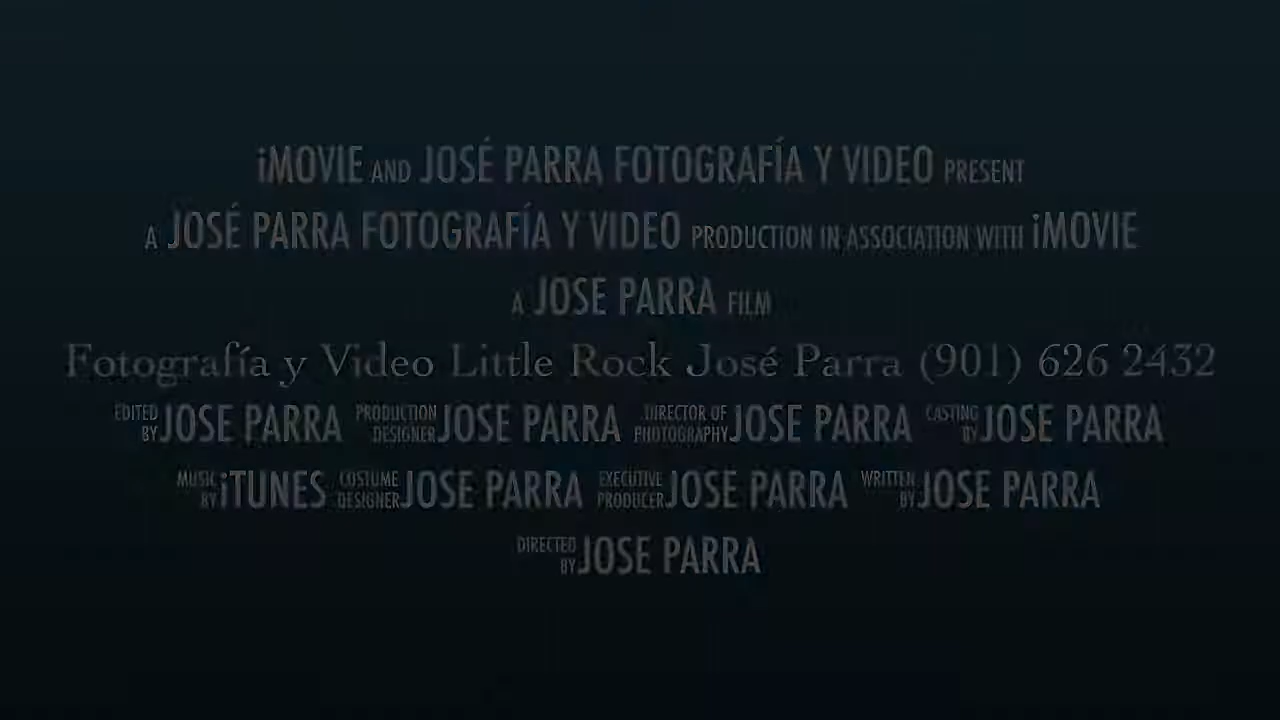 iMOVIE AND JOSÉ PARRA FOTOGRAFÍA Y VIDEO PRESENT
A JOSÉ PARRA FOTOGRAFÍA Y VIDEO PRODUCTION IN ASSOCIATION WITH iMOVIE
A JOSE PARRA FILM
Fotografía y Video Little Rock José Parra (901) 626 2432
EDITED BY JOSE PARRA PRODUCTION DESIGNER JOSE PARRA DIRECTOR OF PHOTOGRAPHY JOSE PARRA CASTING BY JOSE PARRA
MUSIC BY iTUNES COSTUME DESIGNER JOSE PARRA EXECUTIVE PRODUCER JOSE PARRA WRITTEN BY JOSE PARRA
DIRECTED BY JOSE PARRA